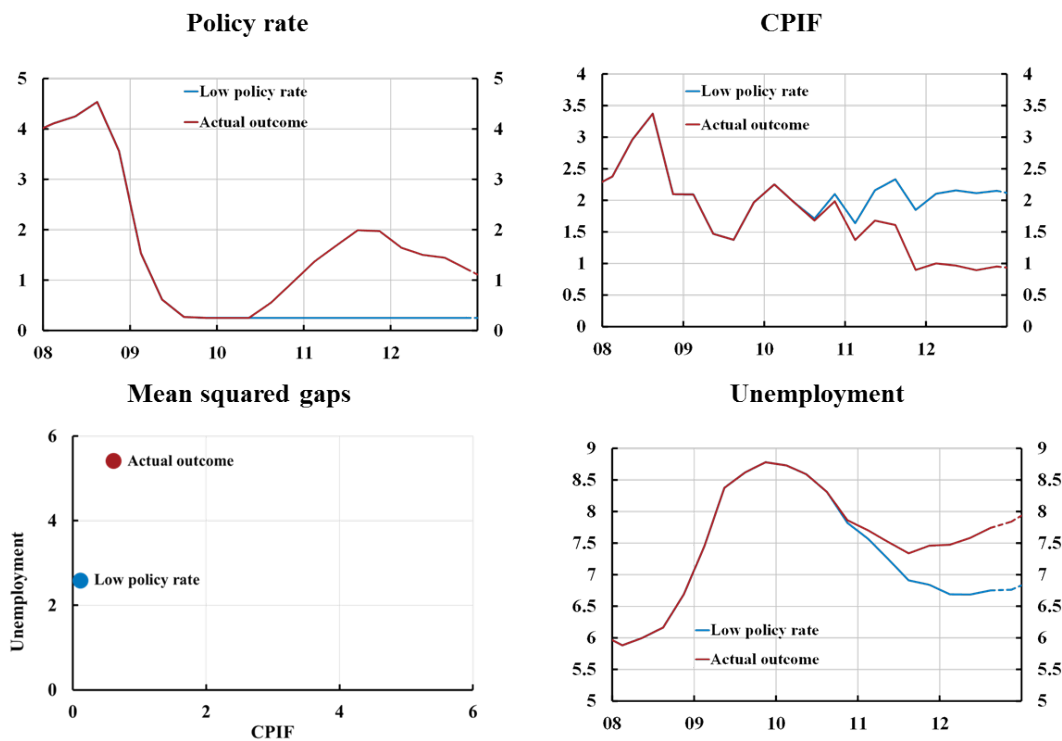 Policy rate
5
4
3
2
1
0
Low policy rate
Actual outcome
5
4
3
2
1
0
08 09 10 11 12
CPIF
4
3.5
3
2.5
2
1.5
1
0.5
0
Low policy rate
Actual outcome
4
3.5
3
2.5
2
1.5
1
0.5
0
08 09 10 11 12
Mean squared gaps
Unemployment
6
4
2
0
Actual outcome
Low policy rate
0 2 4 6
CPIF
Unemployment
9
8.5
8
7.5
7
6.5
6
5.5
5
Low policy rate
Actual outcome
9
8.5
8
7.5
7
6.5
6
5.5
5
08 09 10 11 12